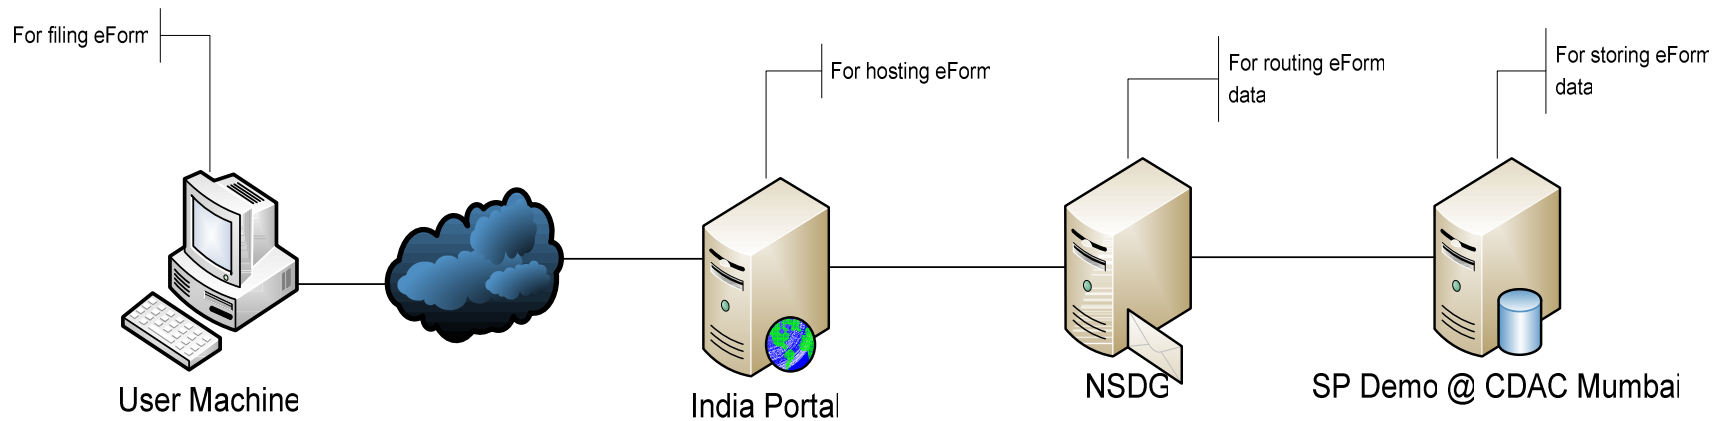 For filing eForm
For hosting eForm
For routing eForm
data
For storing eForm
data
User Machine
India Portal
NSDG
SP Demo @ CDAC Mumbai